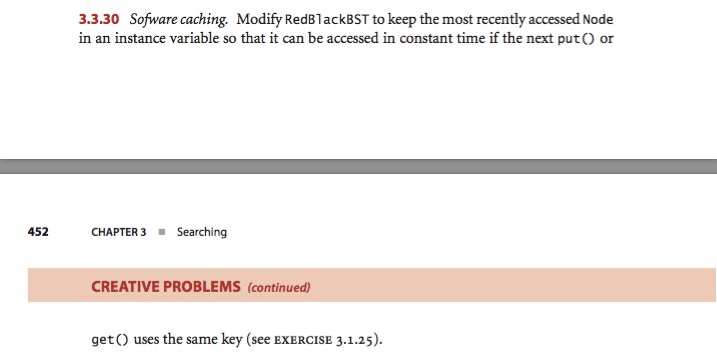 3.3.30 Sofware caching. Modify RedBlackBST to keep the most recently accessed Node
in an instance variable so that it can be accessed in constant time if the next put() or
452 CHAPTER 3 ■ Searching
CREATIVE PROBLEMS (continued)
get() uses the same key (see EXERCISE 3.1.25).